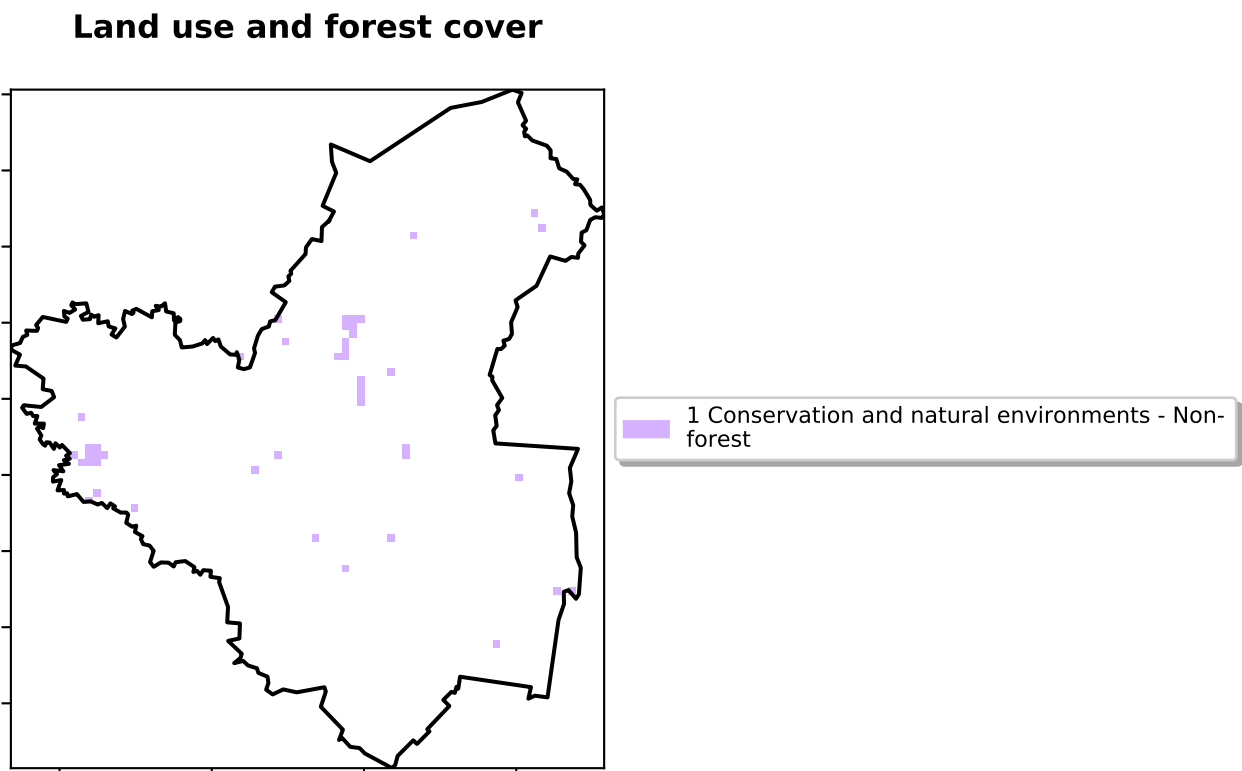 Land use and forest cover
1 Conservation and natural environments - Non-
forest